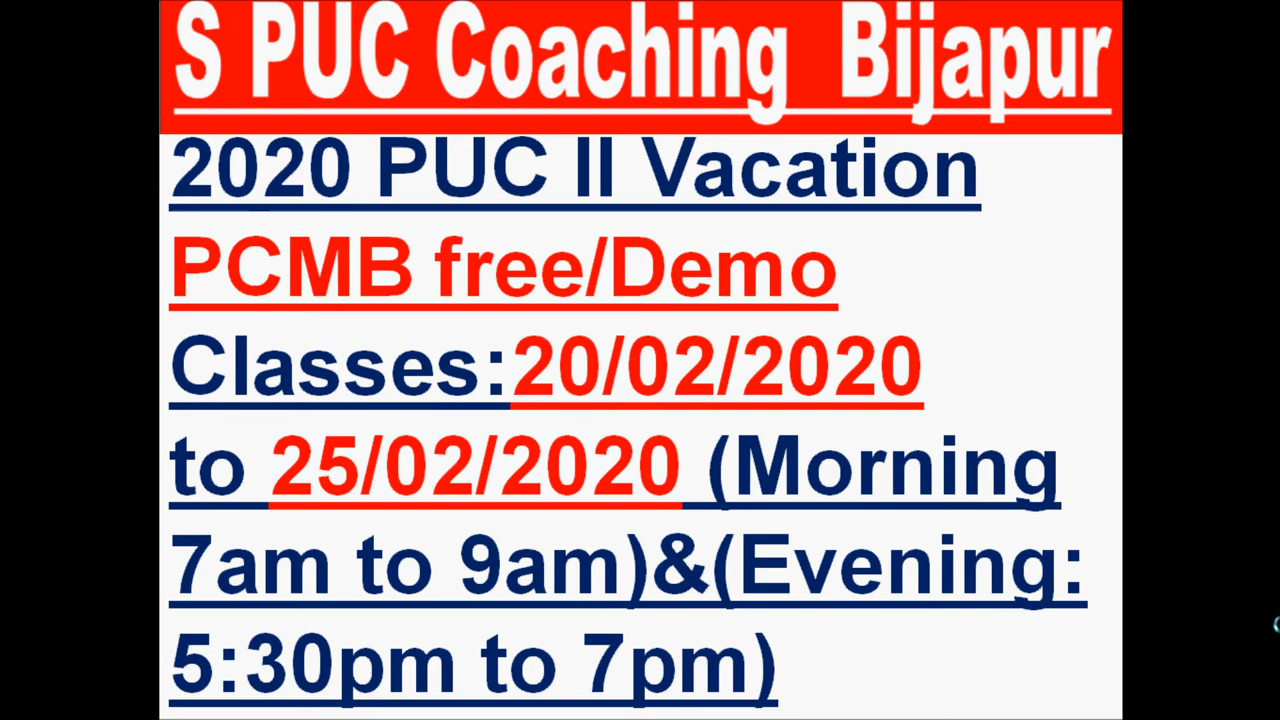 S PUC Coaching Bijapur
2020 PUC II Vacation
PCMB free/Demo
Classes:20/02/2020
to 25/02/2020 (Morning
7am to 9am)&(Evening:
5:30pm to 7pm)